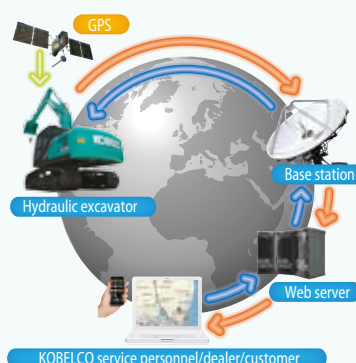 GPS
Hydraulic excavator
Base station
Web server
KOBELCO service personnel/dealer/customer